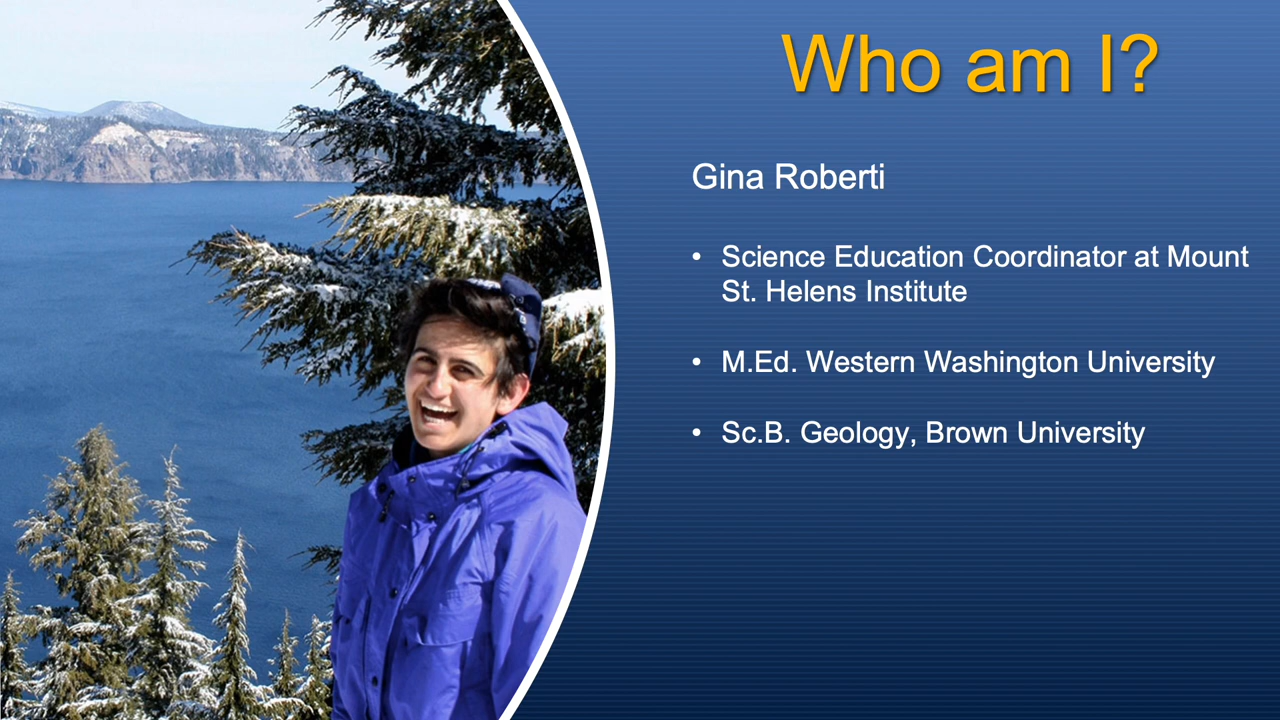 Who am I?
Gina Roberti
• Science Education Coordinator at Mount
St. Helens Institute
• M.Ed. Western Washington University
• Sc.B. Geology, Brown University